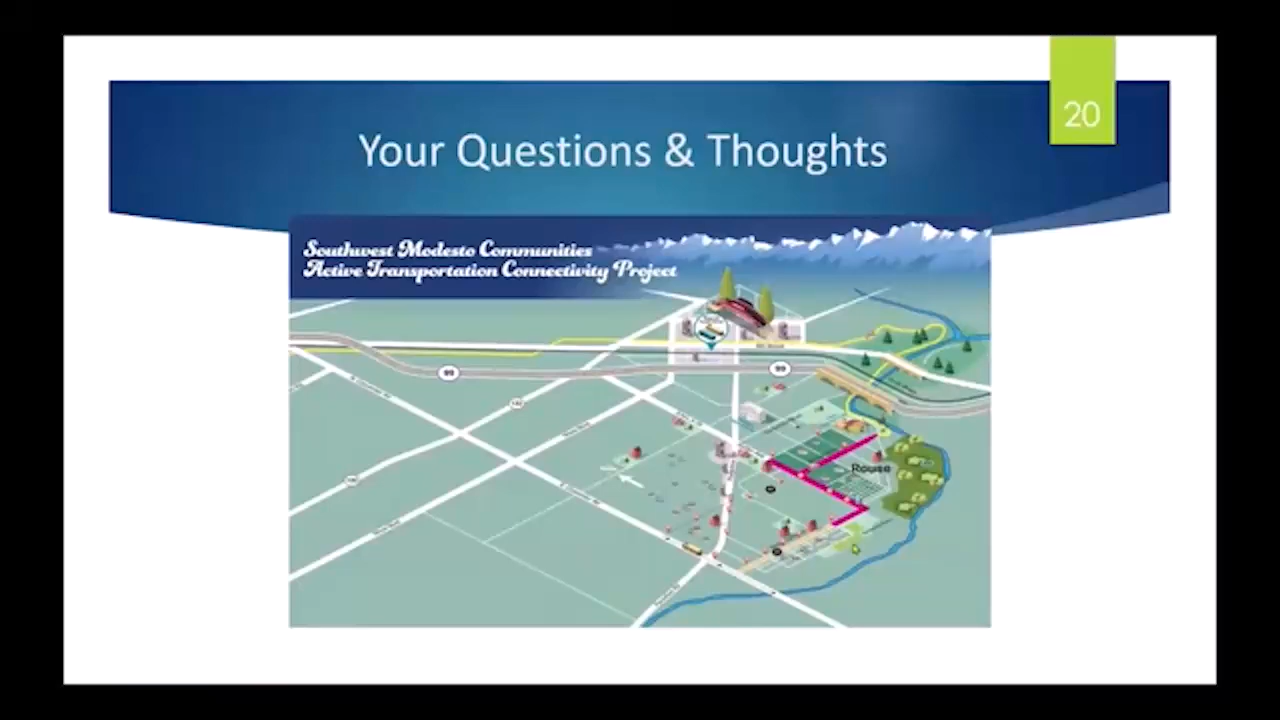 20
Your Questions & Thoughts
Southwest Modesto Communities
Active Transportation Connectivity Project
99
99
Rouse